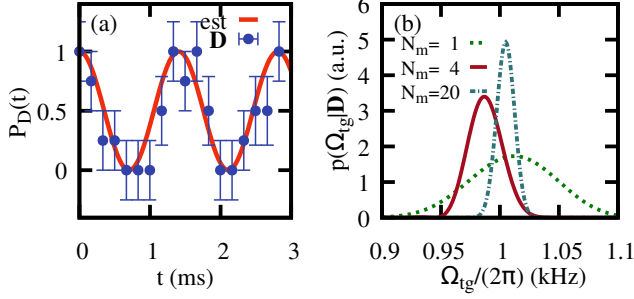 (a) est
D
P_D(t)
1
0.5
0
0 1 2 3
t (ms)
(b)
N_m= 1
N_m= 4
N_m=20
p(Ω_tg|D) (a.u.)
6
5
4
3
2
1
0
0.9 0.95 1 1.05 1.1
Ω_tg/(2π) (kHz)